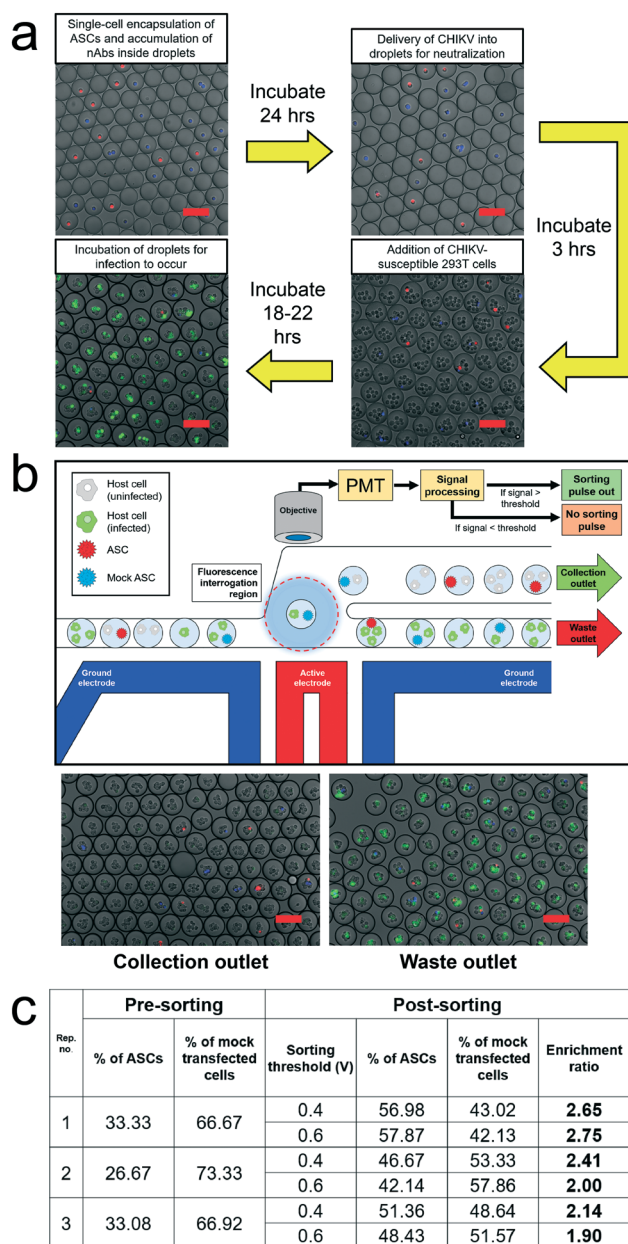 a
Single-cell encapsulation of
ASCs and accumulation of
nAbs inside droplets
Incubate
24 hrs
Delivery of CHIKV into
droplets for neutralization
Incubate
3 hrs
Addition of CHIKV-
susceptible 293T cells
Incubate
18-22
hrs
Incubation of droplets for
infection to occur
b
Host cell
(uninfected)
Host cell
(infected)
ASC
Mock ASC
Objective
PMT
Signal
processing
If signal >
threshold
Sorting
pulse out
If signal < threshold
No sorting
pulse
Fluorescence
interrogation
region
Collection
outlet
Waste
outlet
Ground
electrode
Active
electrode
Ground
electrode
Collection outlet
Waste outlet
c
Rep.
no.
Pre-sorting
Post-sorting
% of ASCs
% of mock
transfected
cells
Sorting
threshold (V)
% of ASCs
% of mock
transfected
cells
Enrichment
ratio
1 33.33 66.67 0.4 56.98 43.02 2.65
0.6 57.87 42.13 2.75
2 26.67 73.33 0.4 46.67 53.33 2.41
0.6 42.14 57.86 2.00
3 33.08 66.92 0.4 51.36 48.64 2.14
0.6 48.43 51.57 1.90